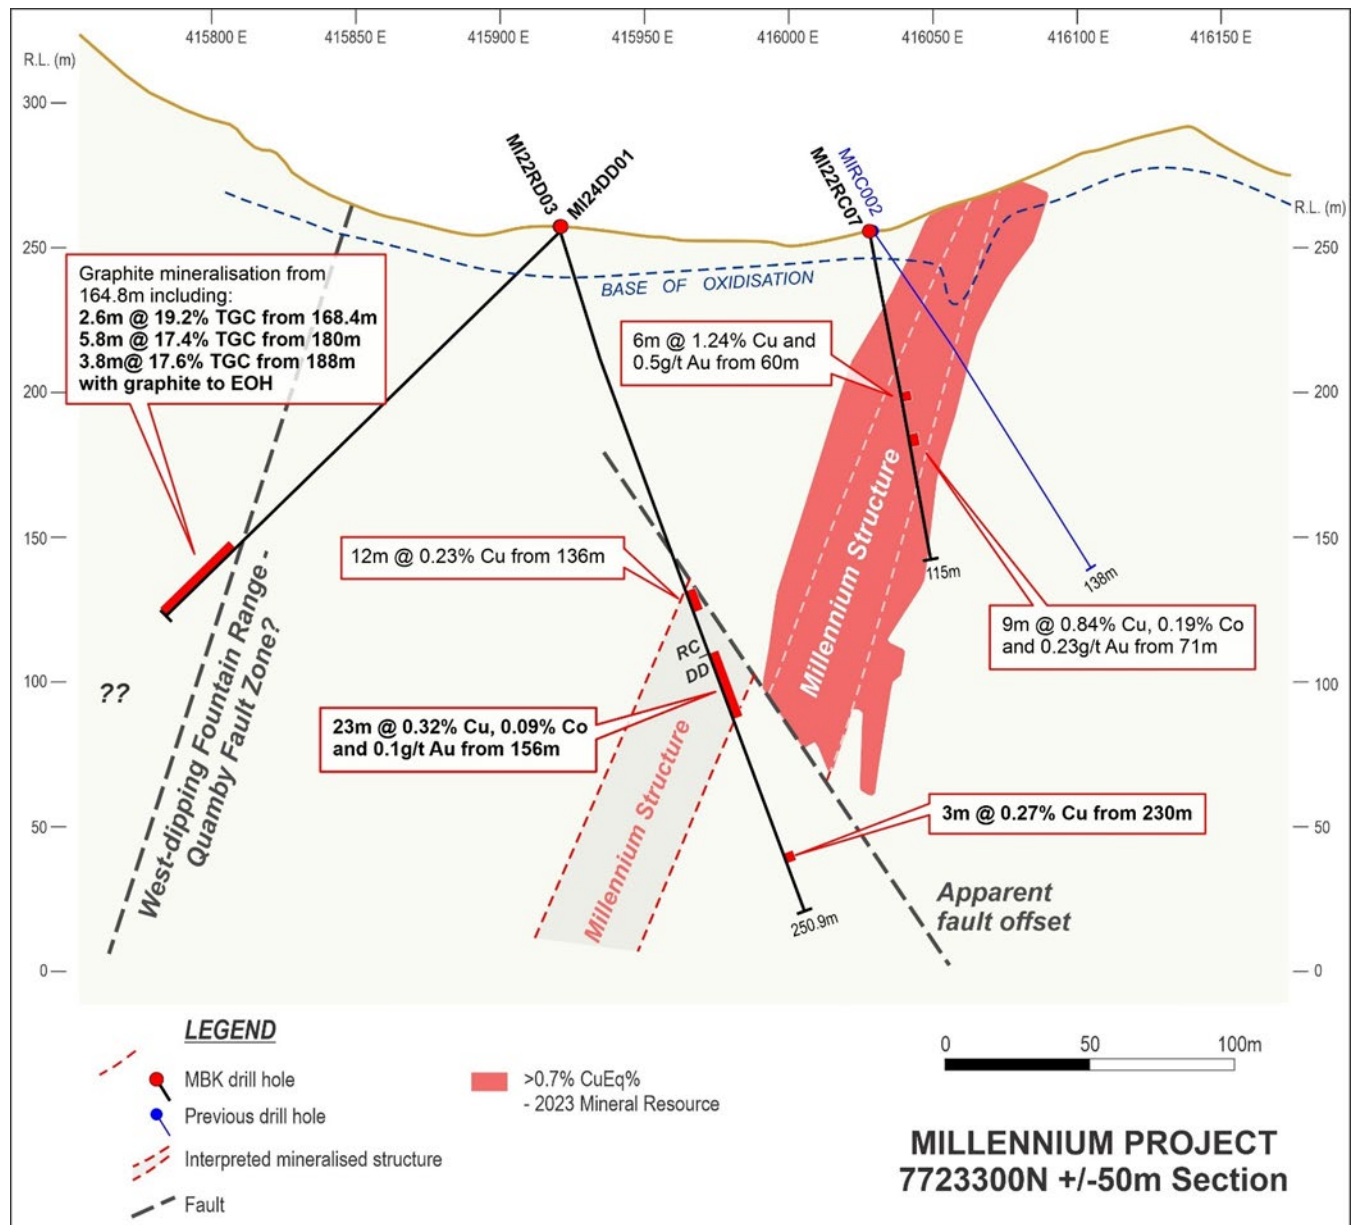 415800 E
415850 E
415900 E
415950 E
416000 E
416050 E
416100 E
416150 E
R.L. (m)
300
250
200
150
100
50
0
R.L. (m)
250
200
150
100
50
0
MI22RD03
MI24DD01
MI22RC07
MIRC002
BASE OF OXIDISATION
Graphite mineralisation from
164.8m including:
2.6m @ 19.2% TGC from 168.4m
5.8m @ 17.4% TGC from 180m
3.8m@ 17.6% TGC from 188m
with graphite to EOH
6m @ 1.24% Cu and
0.5g/t Au from 60m
12m @ 0.23% Cu from 136m
Millennium Structure
115m
138m
9m @ 0.84% Cu, 0.19% Co
and 0.23g/t Au from 71m
RC
DD
??
West-dipping Fountain Range -
Quamby Fault Zone?
23m @ 0.32% Cu, 0.09% Co
and 0.1g/t Au from 156m
Millennium Structure
3m @ 0.27% Cu from 230m
250.9m
Apparent
fault offset
LEGEND
MBK drill hole
Previous drill hole
Interpreted mineralised structure
Fault
>0.7% CuEq%
- 2023 Mineral Resource
0 50 100m
MILLENNIUM PROJECT
7723300N +/-50m Section